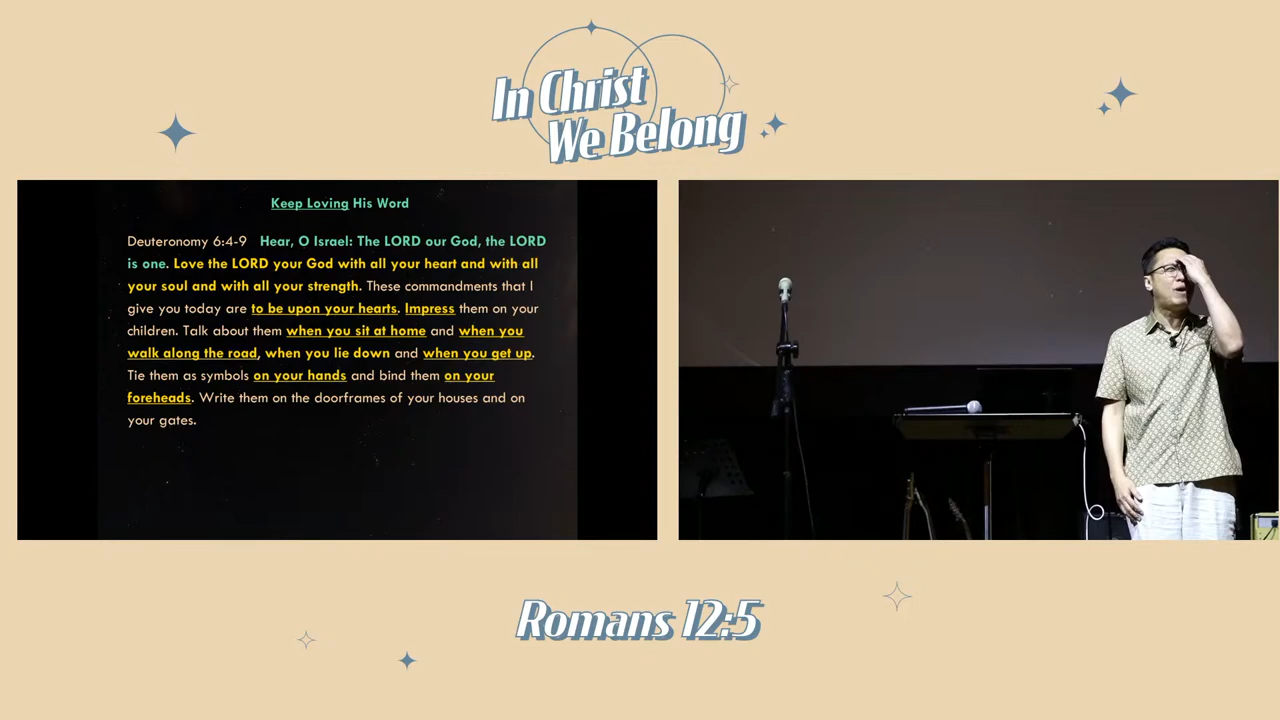 In Christ
We Belong
Keep Loving His Word
Deuteronomy 6:4-9 Hear, O Israel: The LORD our God, the LORD
is one. Love the LORD your God with all your heart and with all
your soul and with all your strength. These commandments that I
give you today are to be upon your hearts. Impress them on your
children. Talk about them when you sit at home and when you
walk along the road, when you lie down and when you get up.
Tie them as symbols on your hands and bind them on your
foreheads. Write them on the doorframes of your houses and on
your gates.
Romans 12:5